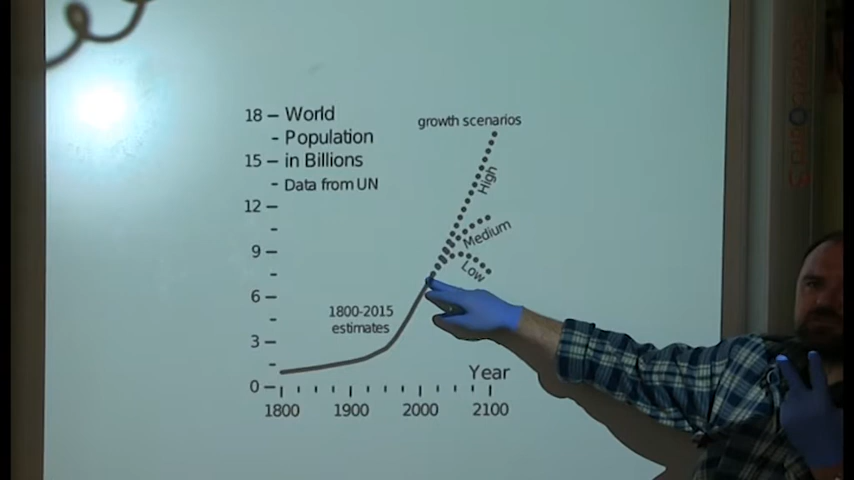 18 World
Population
15 in Billions
Data from UN
12
9
6
3
0
growth scenarios
High
Medium
Low
1800-2015
estimates
Year
1800 1900 2000 2100